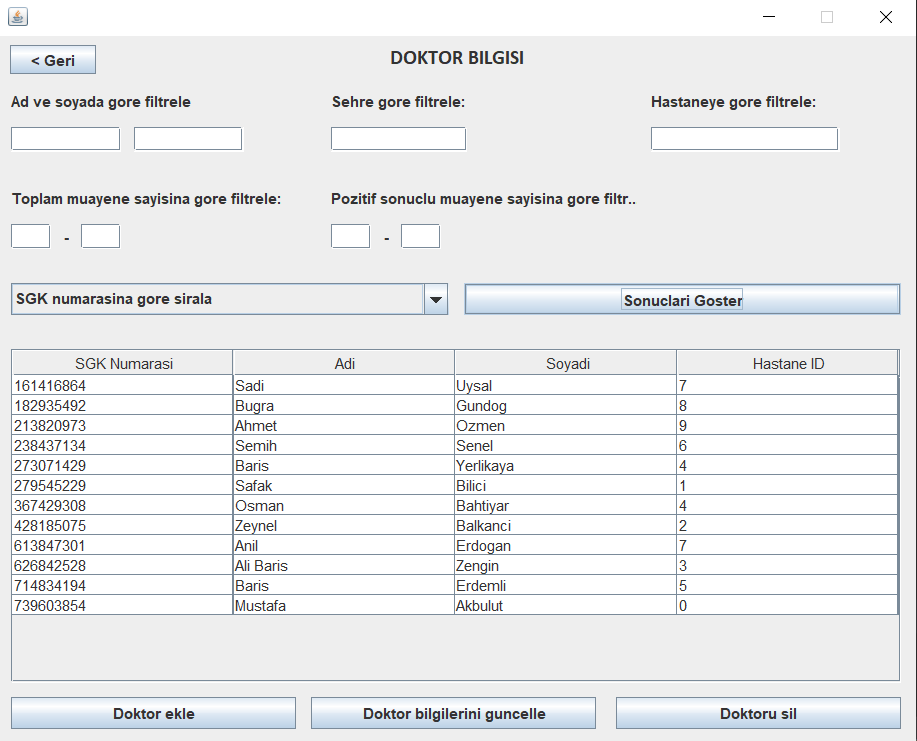 < Geri
DOKTOR BILGISI
Ad ve soyada gore filtrele
Sehre gore filtrele:
Hastaneye gore filtrele:
Toplam muayene sayisina gore filtrele:
Pozitif sonuclu muayene sayisina gore filtr..
-
-
SGK numarasina gore sirala
Sonuclari Goster
SGK Numarasi Adi Soyadi Hastane ID
161416864 Sadi Uysal 7
182935492 Bugra Gundog 8
213820973 Ahmet Ozmen 9
238437134 Semih Senel 6
273071429 Baris Yerlikaya 4
279545229 Safak Bilici 1
367429308 Osman Bahtiyar 4
428185075 Zeynel Balkanci 2
613847301 Anil Erdogan 7
626842528 Ali Baris Zengin 3
714834194 Baris Erdemli 5
739603854 Mustafa Akbulut 0
Doktor ekle
Doktor bilgilerini guncelle
Doktoru sil